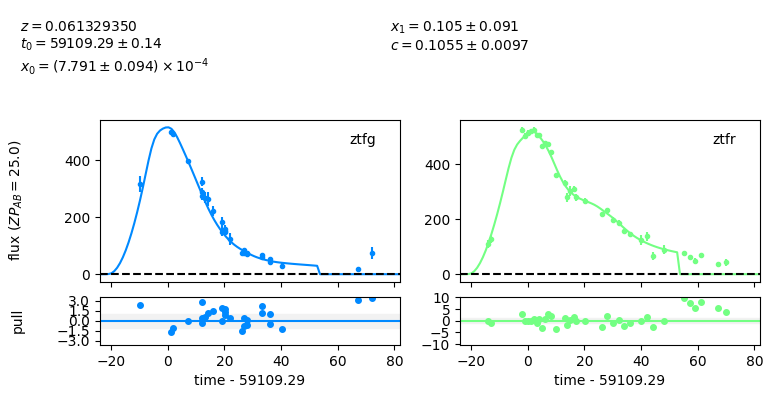 z = 0.061329350
t₀ = 59109.29 ± 0.14
x₀ = (7.791 ± 0.094) × 10⁻⁴
x₁ = 0.105 ± 0.091
c = 0.1055 ± 0.0097
flux (ZP_AB = 25.0)
400
200
0
ztfg
400
200
0
ztfr
pull
3.0
1.5
0.0
−1.5
−3.0
10
5
0
−5
−10
−20 0 20 40 60 80
−20 0 20 40 60 80
time - 59109.29
time - 59109.29